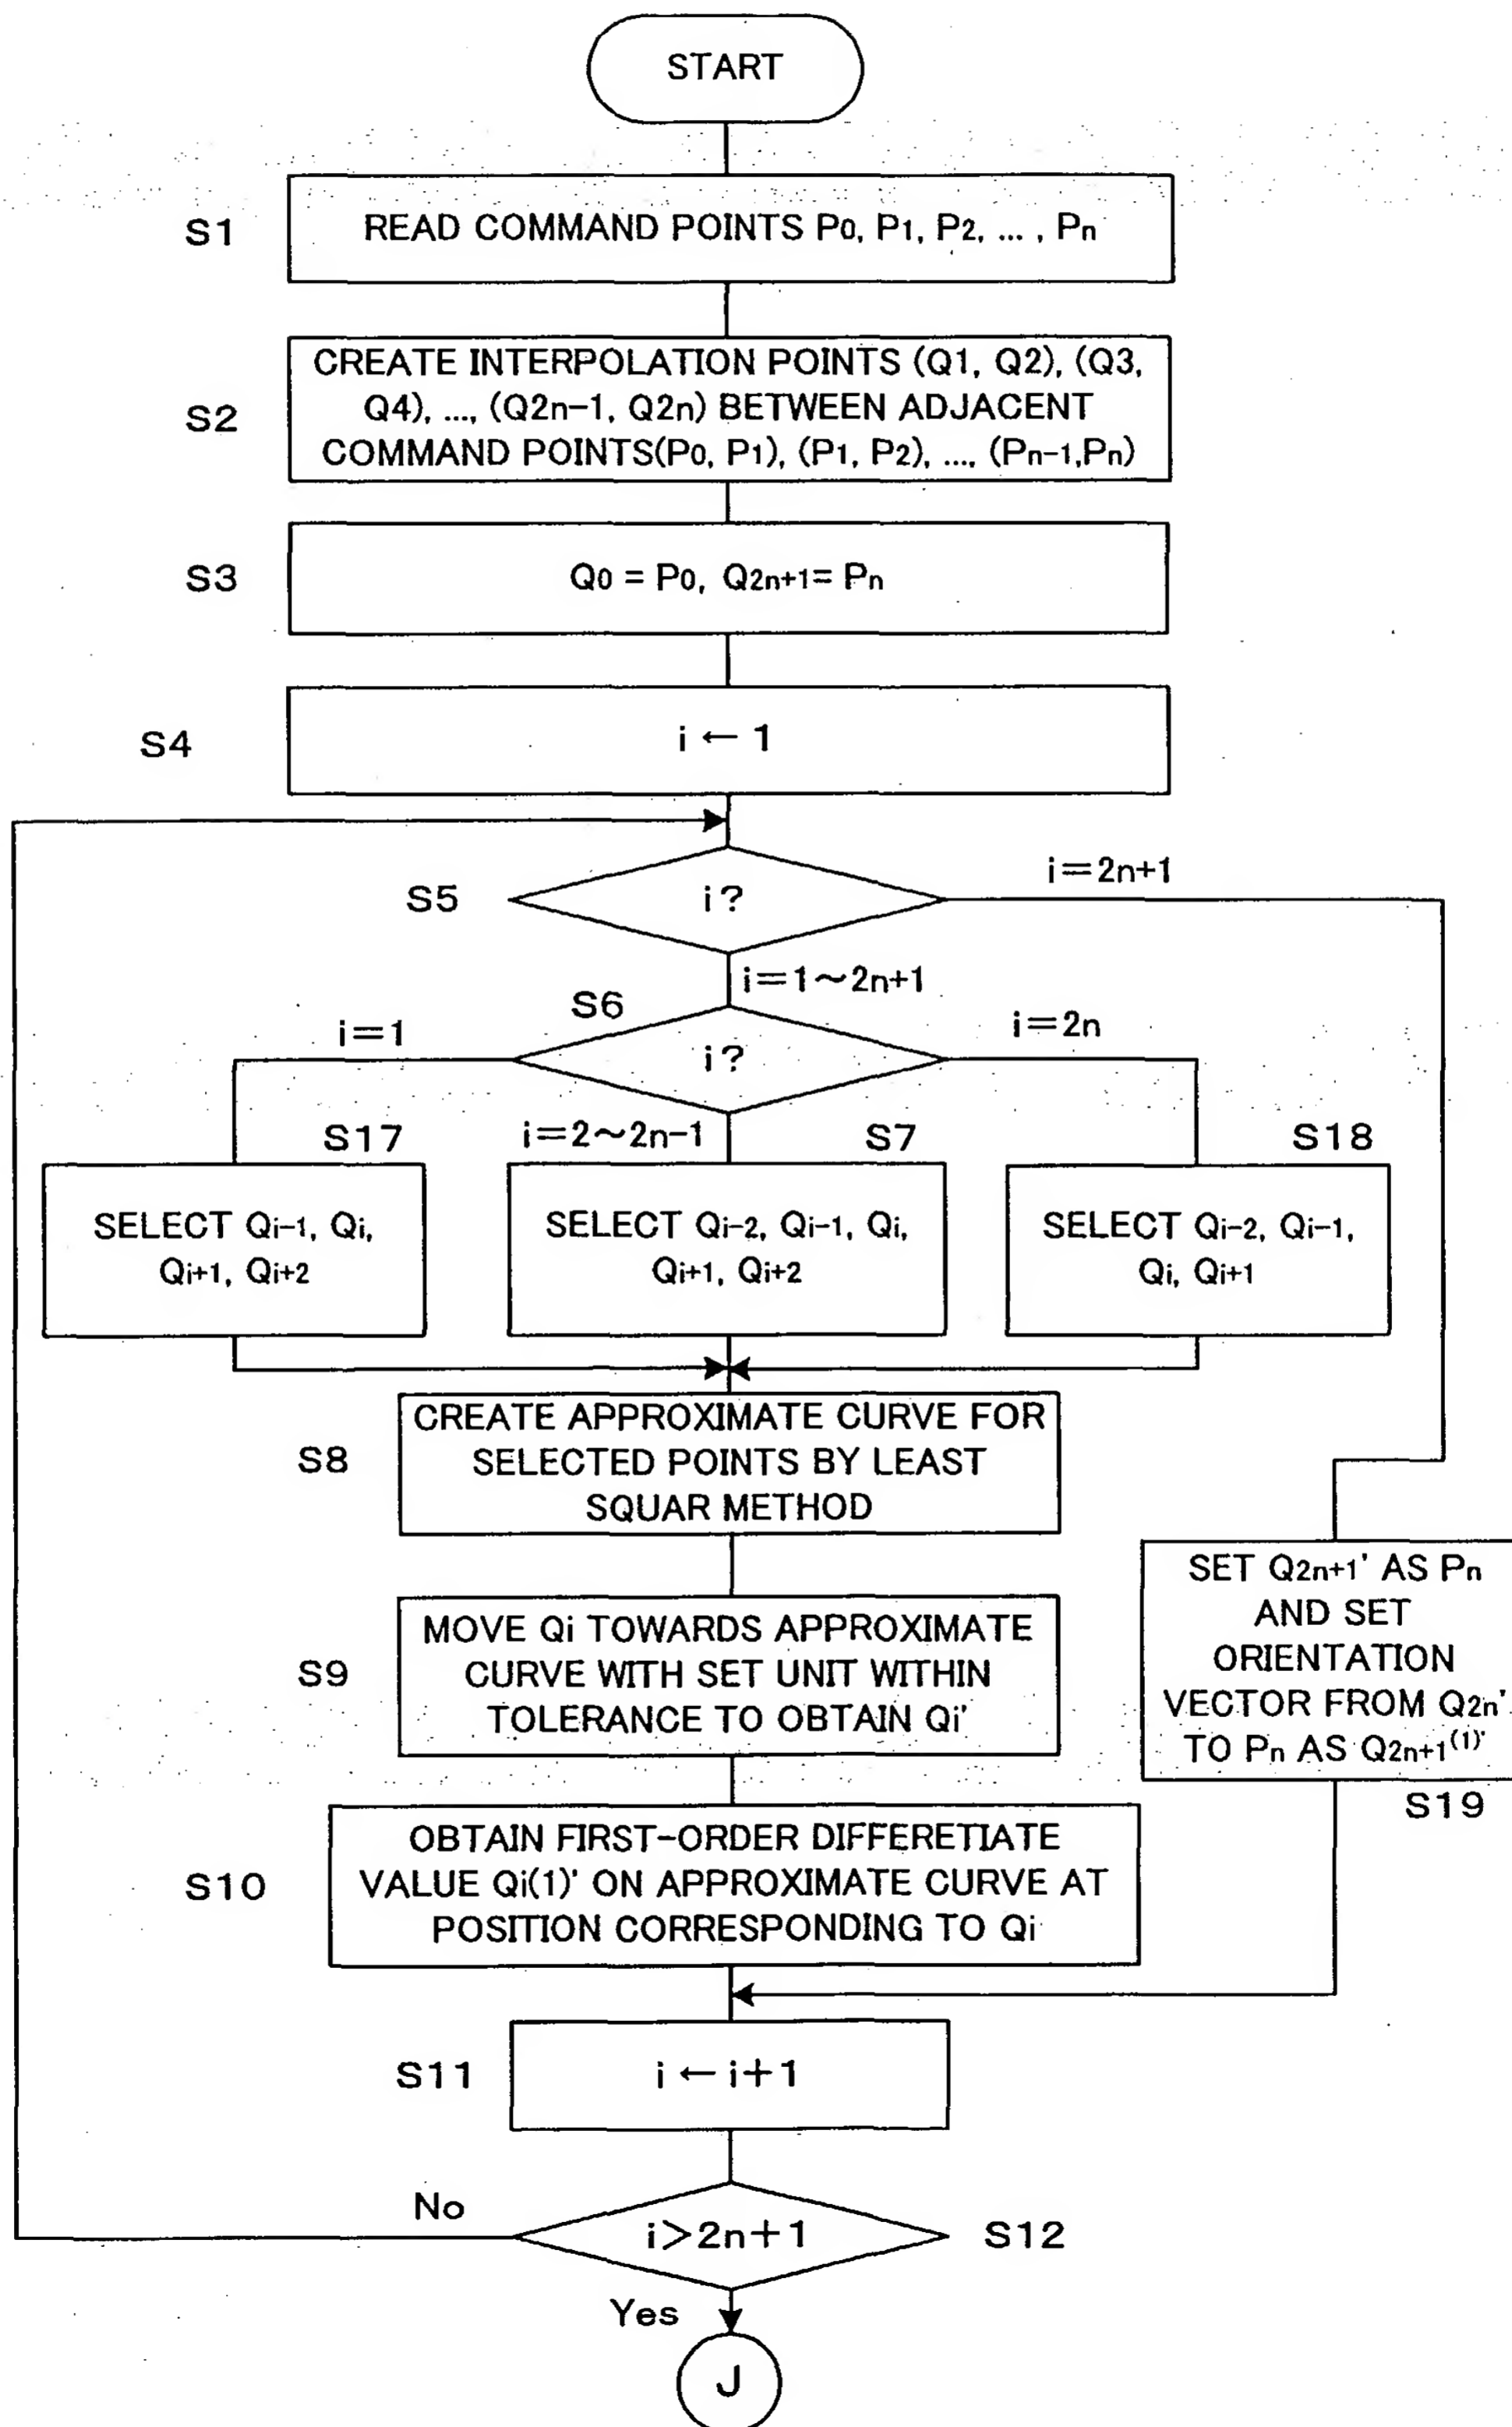 START
S1
READ COMMAND POINTS P0, P1, P2, ... , Pn
S2
CREATE INTERPOLATION POINTS (Q1, Q2), (Q3,
Q4), ..., (Q2n-1, Q2n) BETWEEN ADJACENT
COMMAND POINTS(P0, P1), (P1, P2), ..., (Pn-1,Pn)
S3
Q0 = P0, Q2n+1= Pn
S4
i ← 1
S5
i?
i=2n+1
i=1~2n+1
S6
i?
i=1
i=2n
i=2~2n-1
S17
S7
S18
SELECT Qi-1, Qi,
Qi+1, Qi+2
SELECT Qi-2, Qi-1, Qi,
Qi+1, Qi+2
SELECT Qi-2, Qi-1,
Qi, Qi+1
S8
CREATE APPROXIMATE CURVE FOR
SELECTED POINTS BY LEAST
SQUAR METHOD
S9
MOVE Qi TOWARDS APPROXIMATE
CURVE WITH SET UNIT WITHIN
TOLERANCE TO OBTAIN Qi'
SET Q2n+1' AS Pn
AND SET
ORIENTATION
VECTOR FROM Q2n'
TO Pn AS Q2n+1(1)'
S19
S10
OBTAIN FIRST-ORDER DIFFERETIATE
VALUE Qi(1)' ON APPROXIMATE CURVE AT
POSITION CORRESPONDING TO Qi
S11
i ← i+1
No
i>2n+1
S12
Yes
J